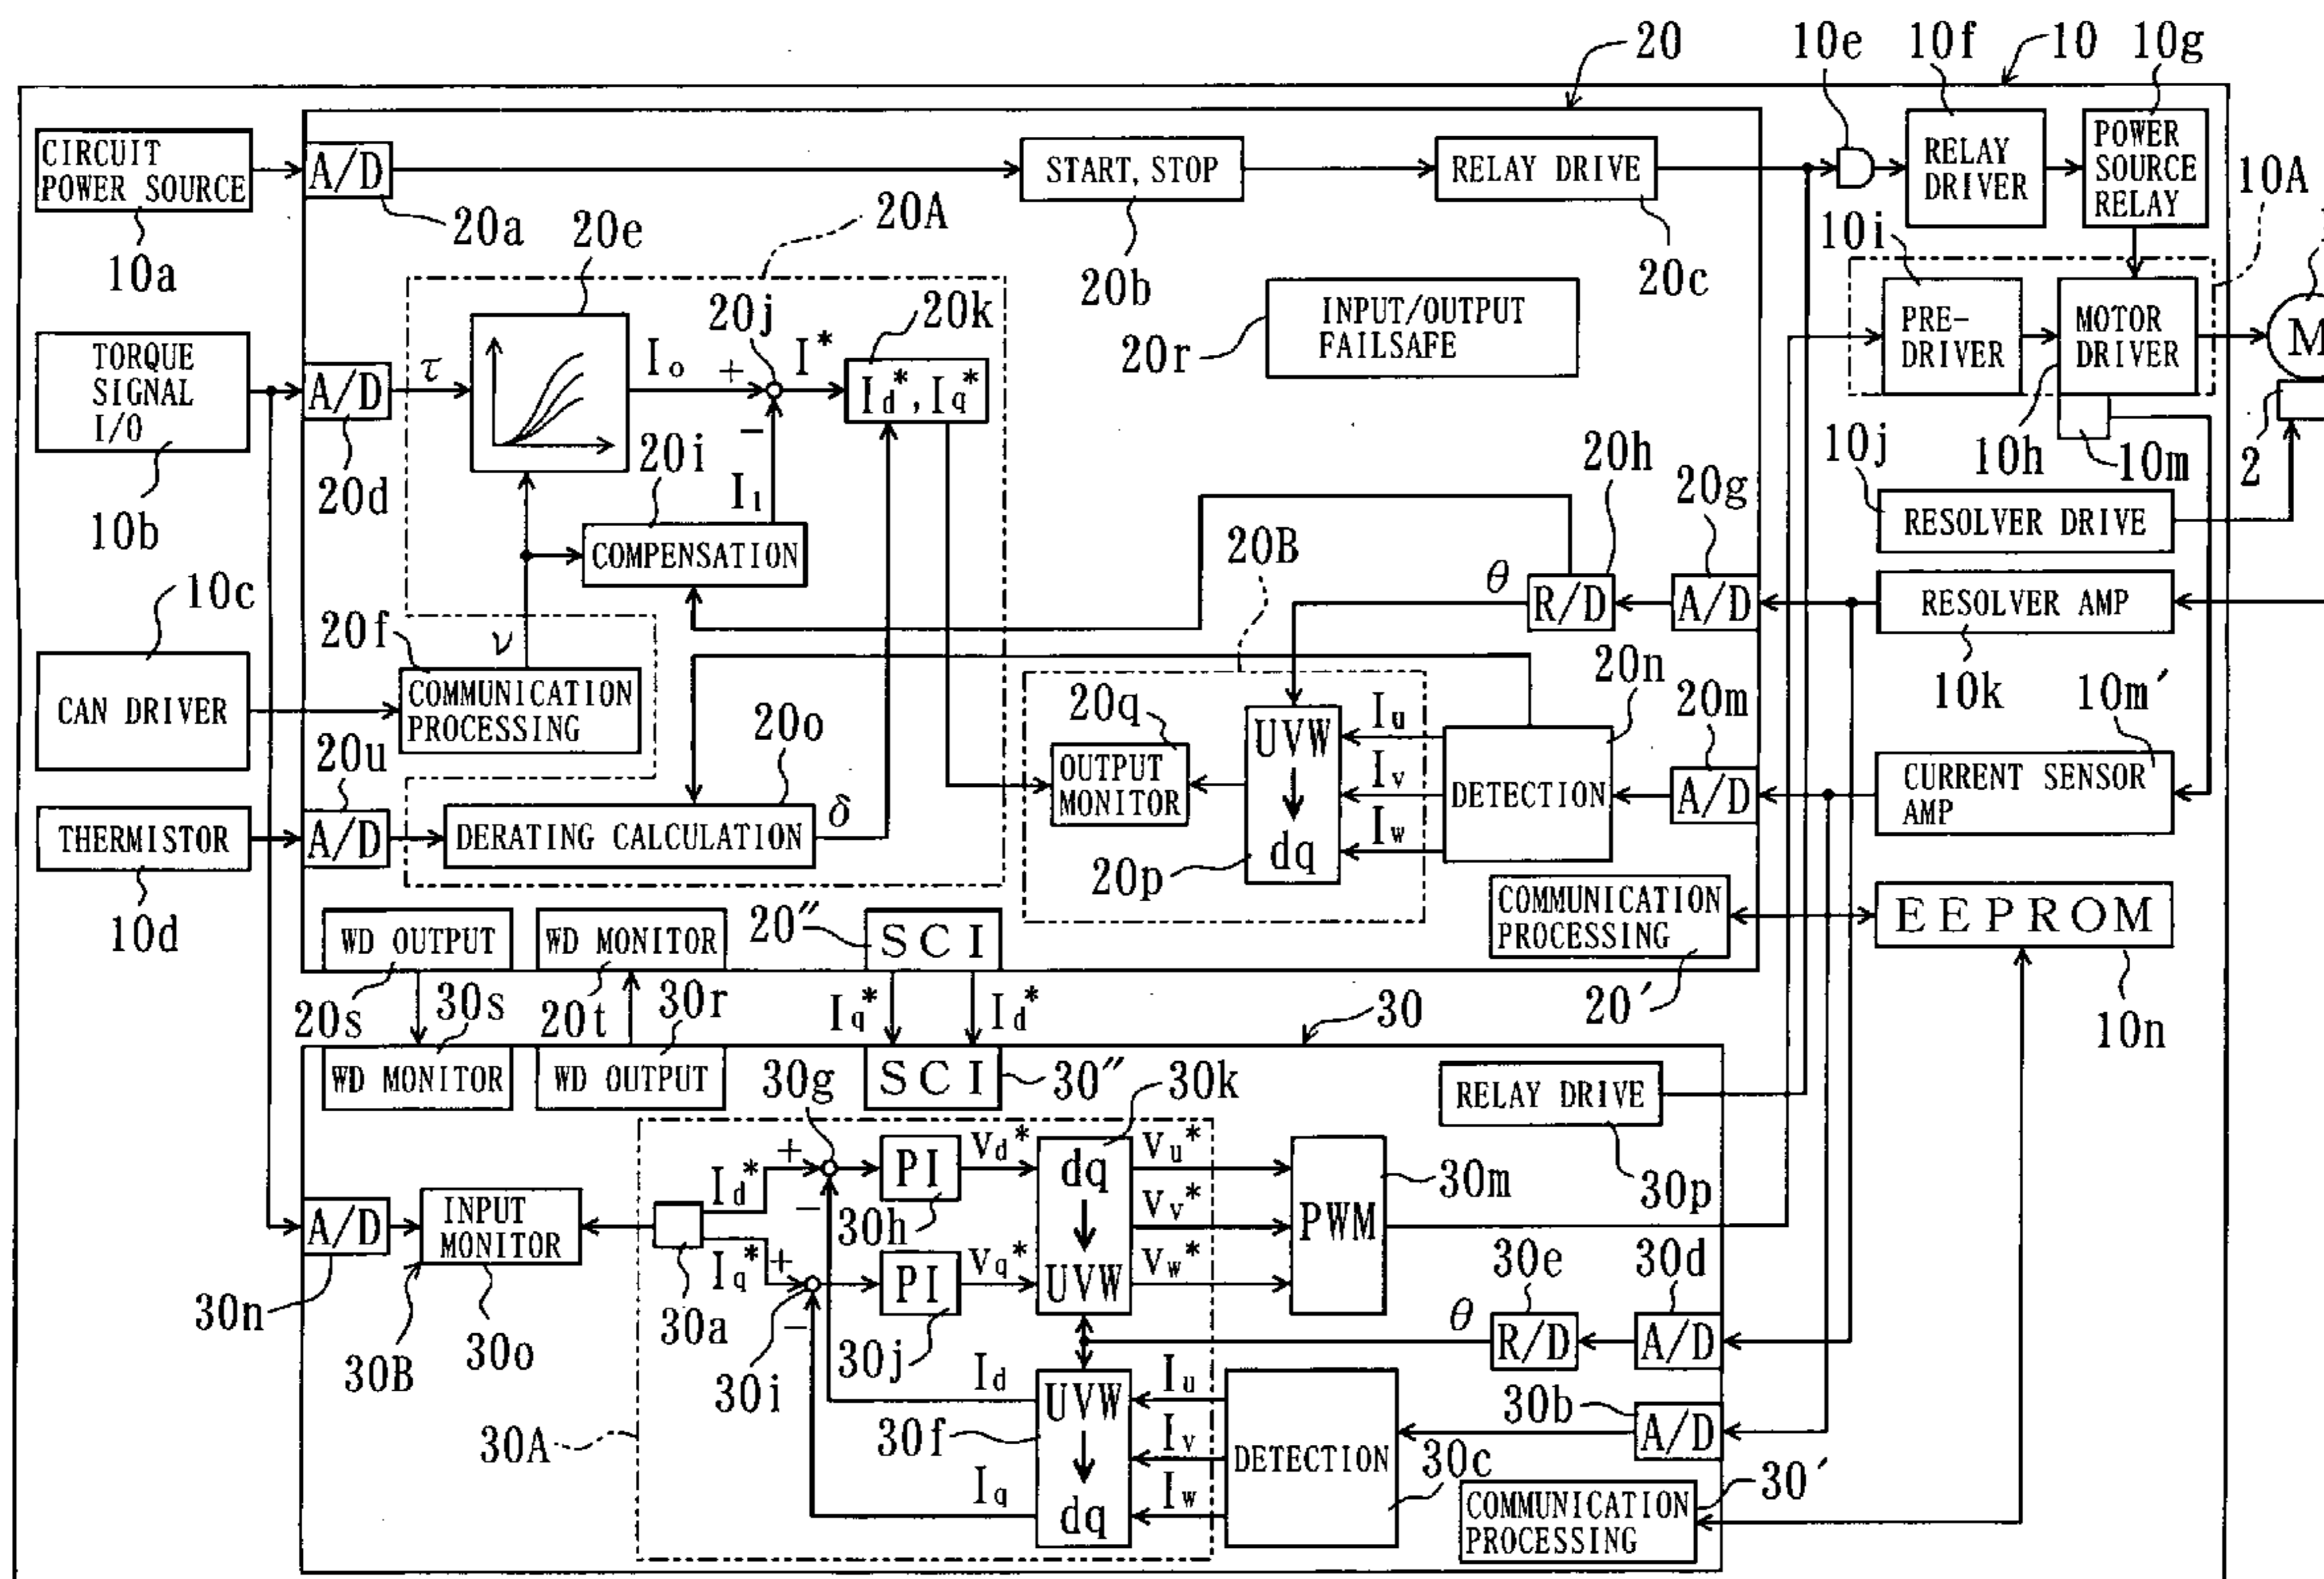 20
10e
10f
10
10g
CIRCUIT
POWER SOURCE
A/D
START, STOP
RELAY DRIVE
RELAY
DRIVER
POWER
SOURCE
RELAY
10A
10a
20a
20e
20A
20b
20c
10i
20j
20k
INPUT/OUTPUT
FAILSAFE
20r
PRE-
DRIVER
MOTOR
DRIVER
M
TORQUE
SIGNAL
I/O
A/D
τ
Io
+
I*
Id*, Iq*
−
10b
20d
20i
I1
20h
20g
10j
10h
10m
2
COMPENSATION
20B
RESOLVER DRIVE
10c
20f
ν
θ
R/D
A/D
RESOLVER AMP
10k
10m′
CAN DRIVER
COMMUNICATION
PROCESSING
20n
20m
20q
UVW
dq
Iu
Iv
Iw
OUTPUT
MONITOR
DETECTION
A/D
CURRENT SENSOR
AMP
20u
20o
THERMISTOR
A/D
DERATING CALCULATION
δ
20p
10d
WD OUTPUT
WD MONITOR
20″
SCI
COMMUNICATION
PROCESSING
EEPROM
20s
30s
20t
30r
Iq*
Id*
30
20′
10n
WD MONITOR
WD OUTPUT
30g
SCI
30″
30k
RELAY DRIVE
30p
Id*
+
−
PI
Vd*
dq
UVW
Vu*
Vv*
Vw*
PWM
30m
30h
A/D
INPUT
MONITOR
Iq*
+
−
PI
Vq*
30n
30B
30o
30a
30i
30j
θ
30e
R/D
30d
A/D
30A
Id
Iq
30f
UVW
dq
Iu
Iv
Iw
DETECTION
30c
30b
A/D
30′
COMMUNICATION
PROCESSING